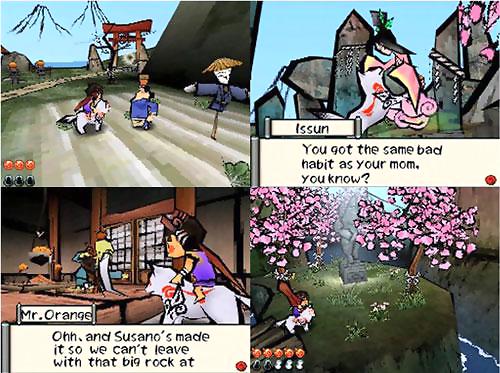 Issun
You got the same bad
habit as your mom,
you know?
Mr.Orange
Ohh, and Susano's made
it so we can't leave
with that big rock at